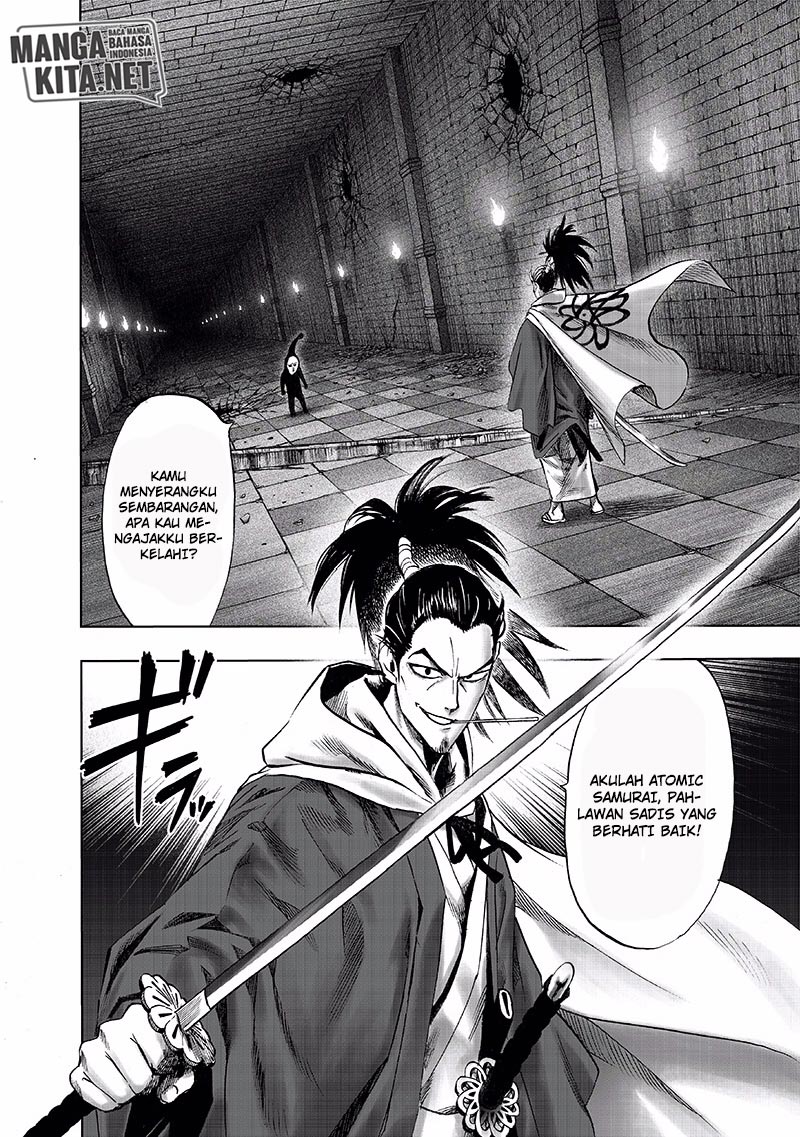 MANGA
BACA MANGA
BAHASA
INDONESIA
KITA.NET
KAMU
MENYERANGKU
SEMBARANGAN,
APA KAU ME-
NGAJAKKU BER-
KELAHI?
ギラッ
AKULAH ATOMIC
SAMURAI, PAH-
LAWAN SADIS YANG
BERHATI BAIK!